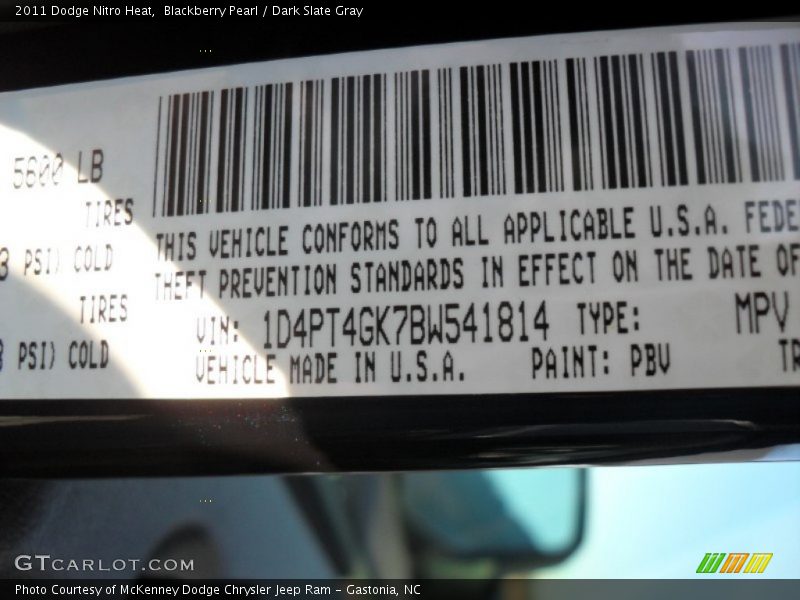 2011 Dodge Nitro Heat,  Blackberry Pearl / Dark Slate Gray
5600 LB
TIRES
PSI) COLD
TIRES
PSI) COLD
THIS VEHICLE CONFORMS TO ALL APPLICABLE U.S.A. FEDE
THEFT PREVENTION STANDARDS IN EFFECT ON THE DATE OF
VIN: 1D4PT4GK7BW541814 TYPE: MPV
VEHICLE MADE IN U.S.A. PAINT: PBV TR
GTCARLOT.COM
Photo Courtesy of McKenney Dodge Chrysler Jeep Ram – Gastonia, NC